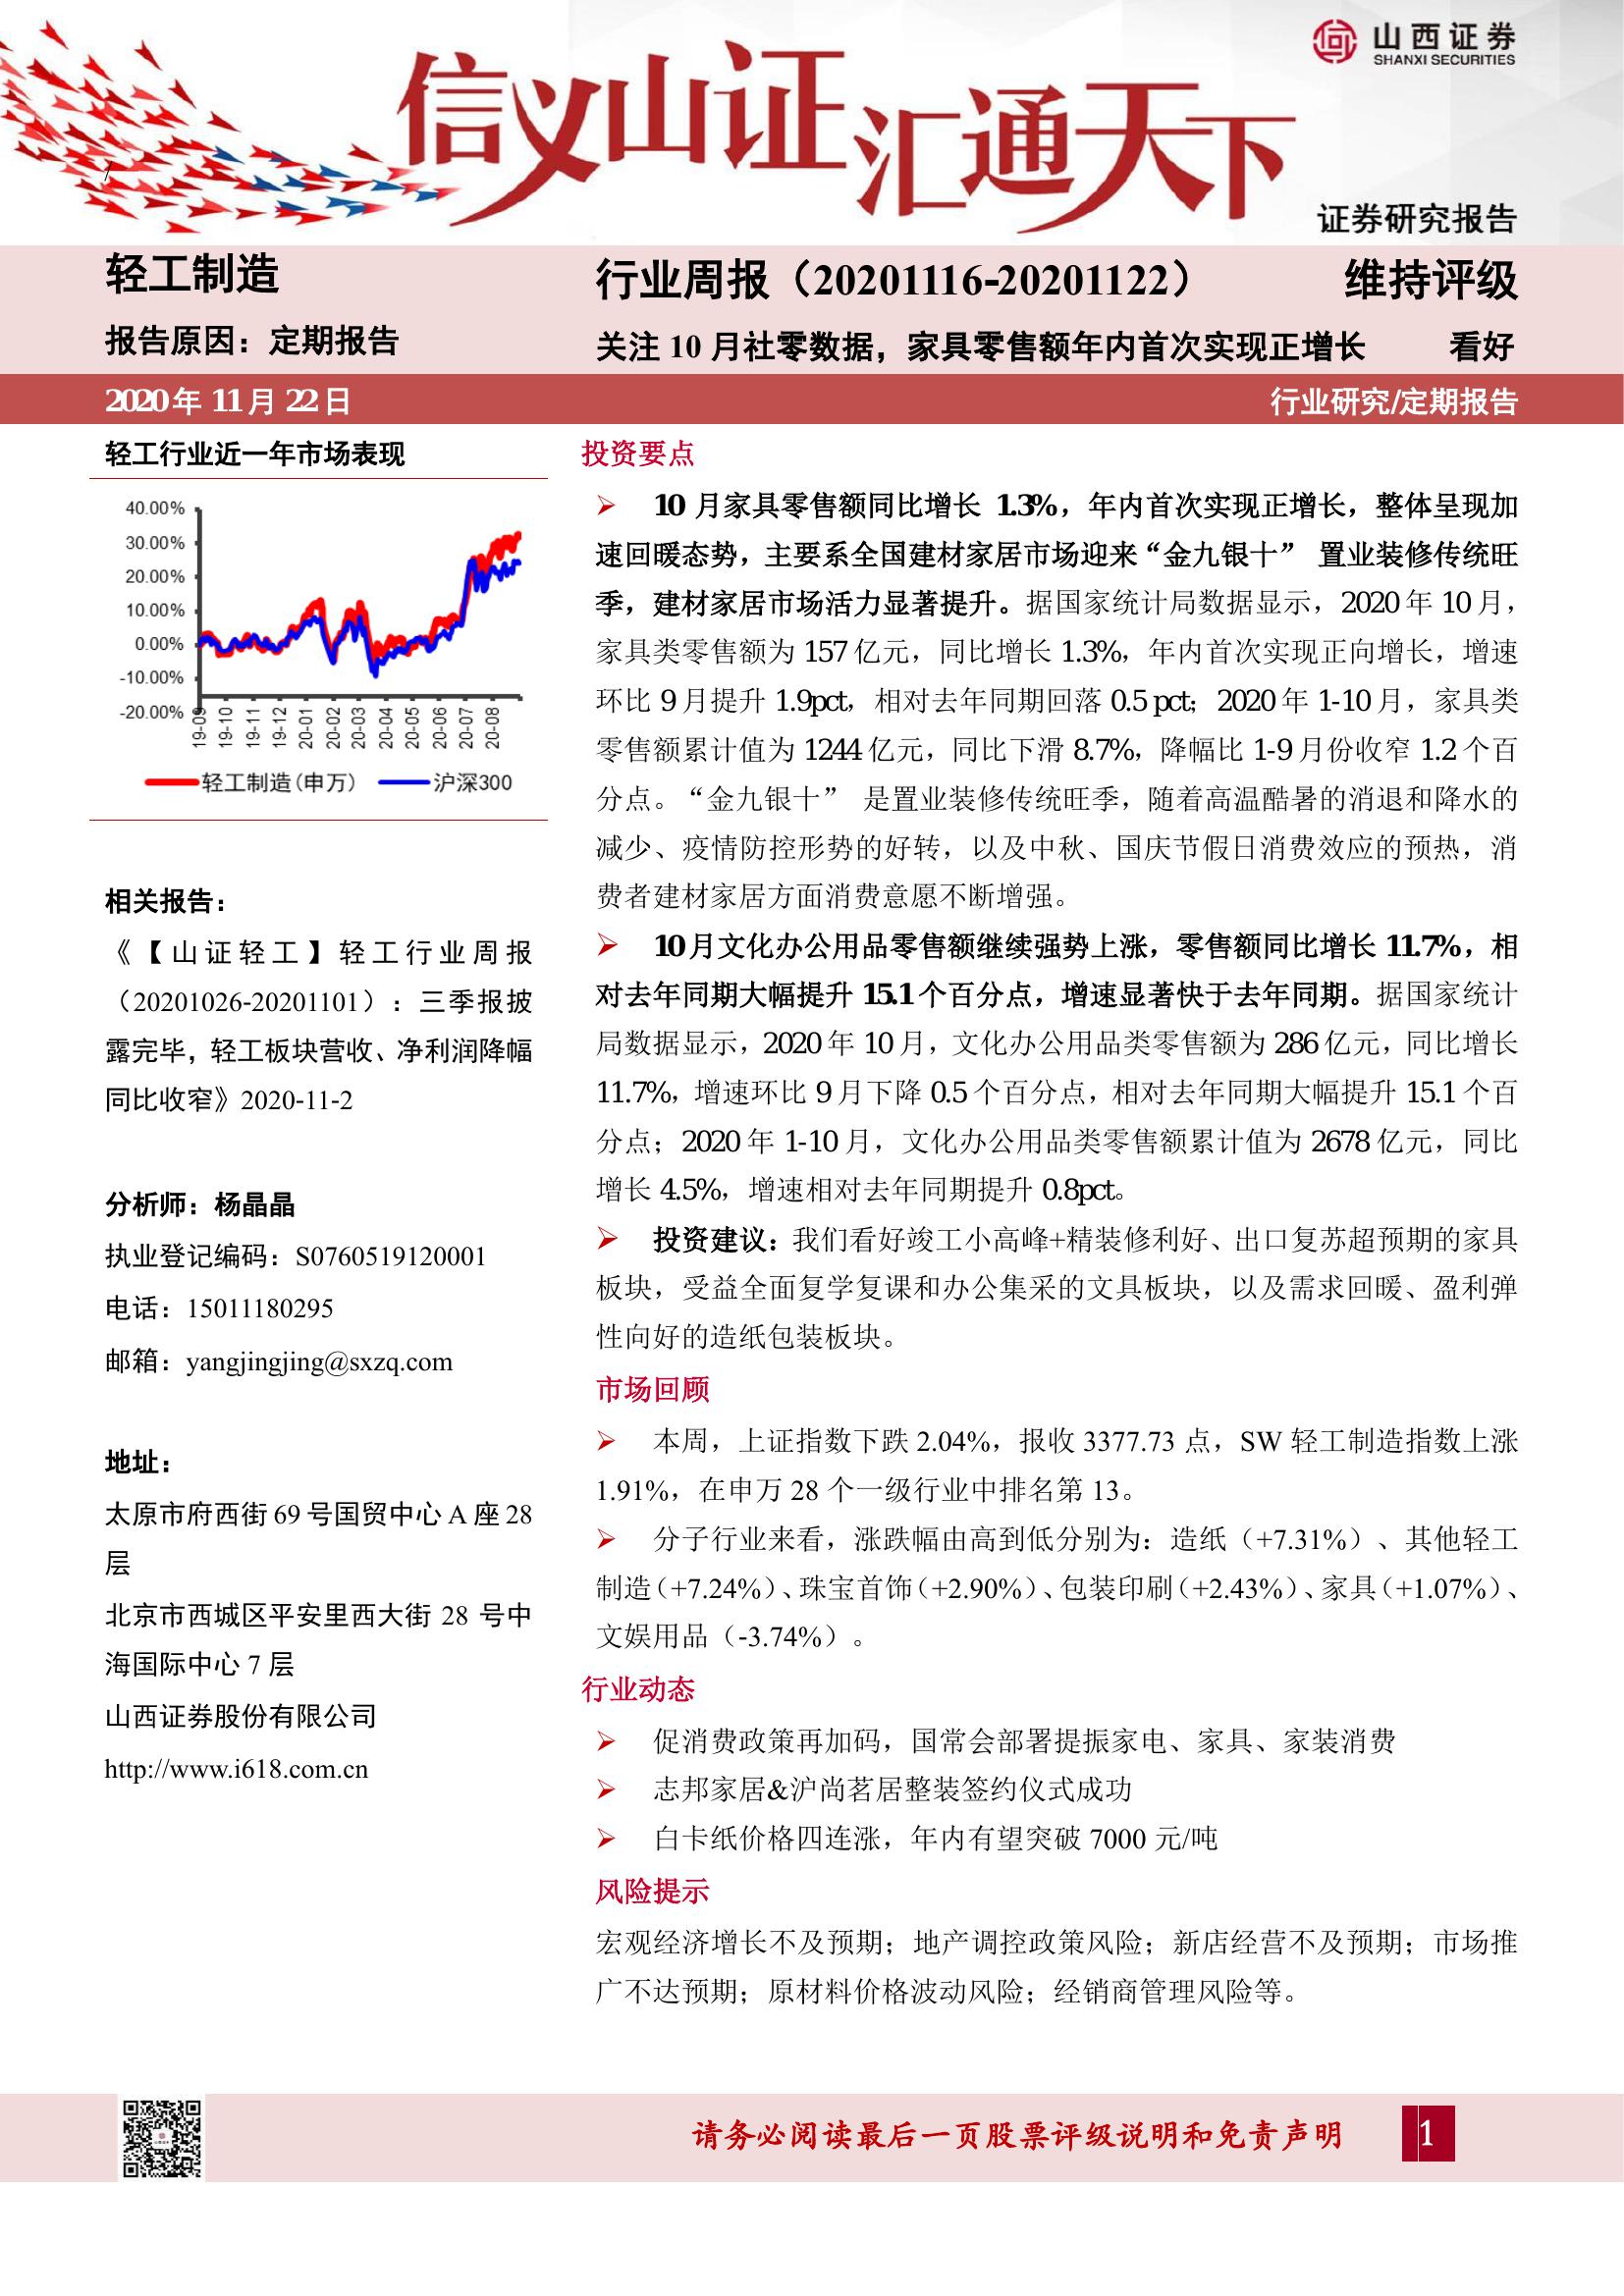 山西证券
SHANXI SECURITIES
信义山证汇通天下
证券研究报告
轻工制造
行业周报（20201116-20201122）
维持评级
报告原因：定期报告
关注 10 月社零数据，家具零售额年内首次实现正增长
看好
2020 年 11 月 22 日
行业研究/定期报告
轻工行业近一年市场表现
40.00%
30.00%
20.00%
10.00%
0.00%
-10.00%
-20.00%
19-09
19-10
19-11
19-12
20-01
20-02
20-03
20-04
20-05
20-06
20-07
20-08
轻工制造(申万)
沪深300
相关报告：
《【山证轻工】轻工行业周报
（20201026-20201101）：三季报披
露完毕，轻工板块营收、净利润降幅
同比收窄》2020-11-2
分析师：杨晶晶
执业登记编码：S0760519120001
电话：15011180295
邮箱：yangjingjing@sxzq.com
地址：
太原市府西街 69 号国贸中心 A 座 28
层
北京市西城区平安里西大街 28 号中
海国际中心 7 层
山西证券股份有限公司
http://www.i618.com.cn
投资要点
10 月家具零售额同比增长 1.3%，年内首次实现正增长，整体呈现加
速回暖态势，主要系全国建材家居市场迎来“金九银十” 置业装修传统旺
季，建材家居市场活力显著提升。据国家统计局数据显示，2020 年 10 月，
家具类零售额为 157 亿元，同比增长 1.3%，年内首次实现正向增长，增速
环比 9 月提升 1.9pct，相对去年同期回落 0.5 pct；2020 年 1-10 月，家具类
零售额累计值为 1244 亿元，同比下滑 8.7%，降幅比 1-9 月份收窄 1.2 个百
分点。“金九银十” 是置业装修传统旺季，随着高温酷暑的消退和降水的
减少、疫情防控形势的好转，以及中秋、国庆节假日消费效应的预热，消
费者建材家居方面消费意愿不断增强。
10 月文化办公用品零售额继续强势上涨，零售额同比增长 11.7%，相
对去年同期大幅提升 15.1 个百分点，增速显著快于去年同期。据国家统计
局数据显示，2020 年 10 月，文化办公用品类零售额为 286 亿元，同比增长
11.7%，增速环比 9 月下降 0.5 个百分点，相对去年同期大幅提升 15.1 个百
分点；2020 年 1-10 月，文化办公用品类零售额累计值为 2678 亿元，同比
增长 4.5%，增速相对去年同期提升 0.8pct。
投资建议：我们看好竣工小高峰+精装修利好、出口复苏超预期的家具
板块，受益全面复学复课和办公集采的文具板块，以及需求回暖、盈利弹
性向好的造纸包装板块。
市场回顾
本周，上证指数下跌 2.04%，报收 3377.73 点，SW 轻工制造指数上涨
1.91%，在申万 28 个一级行业中排名第 13。
分子行业来看，涨跌幅由高到低分别为：造纸（+7.31%）、其他轻工
制造（+7.24%）、珠宝首饰（+2.90%）、包装印刷（+2.43%）、家具（+1.07%）、
文娱用品（-3.74%）。
行业动态
促消费政策再加码，国常会部署提振家电、家具、家装消费
志邦家居&沪尚茗居整装签约仪式成功
白卡纸价格四连涨，年内有望突破 7000 元/吨
风险提示
宏观经济增长不及预期；地产调控政策风险；新店经营不及预期；市场推
广不达预期；原材料价格波动风险；经销商管理风险等。
请务必阅读最后一页股票评级说明和免责声明
1